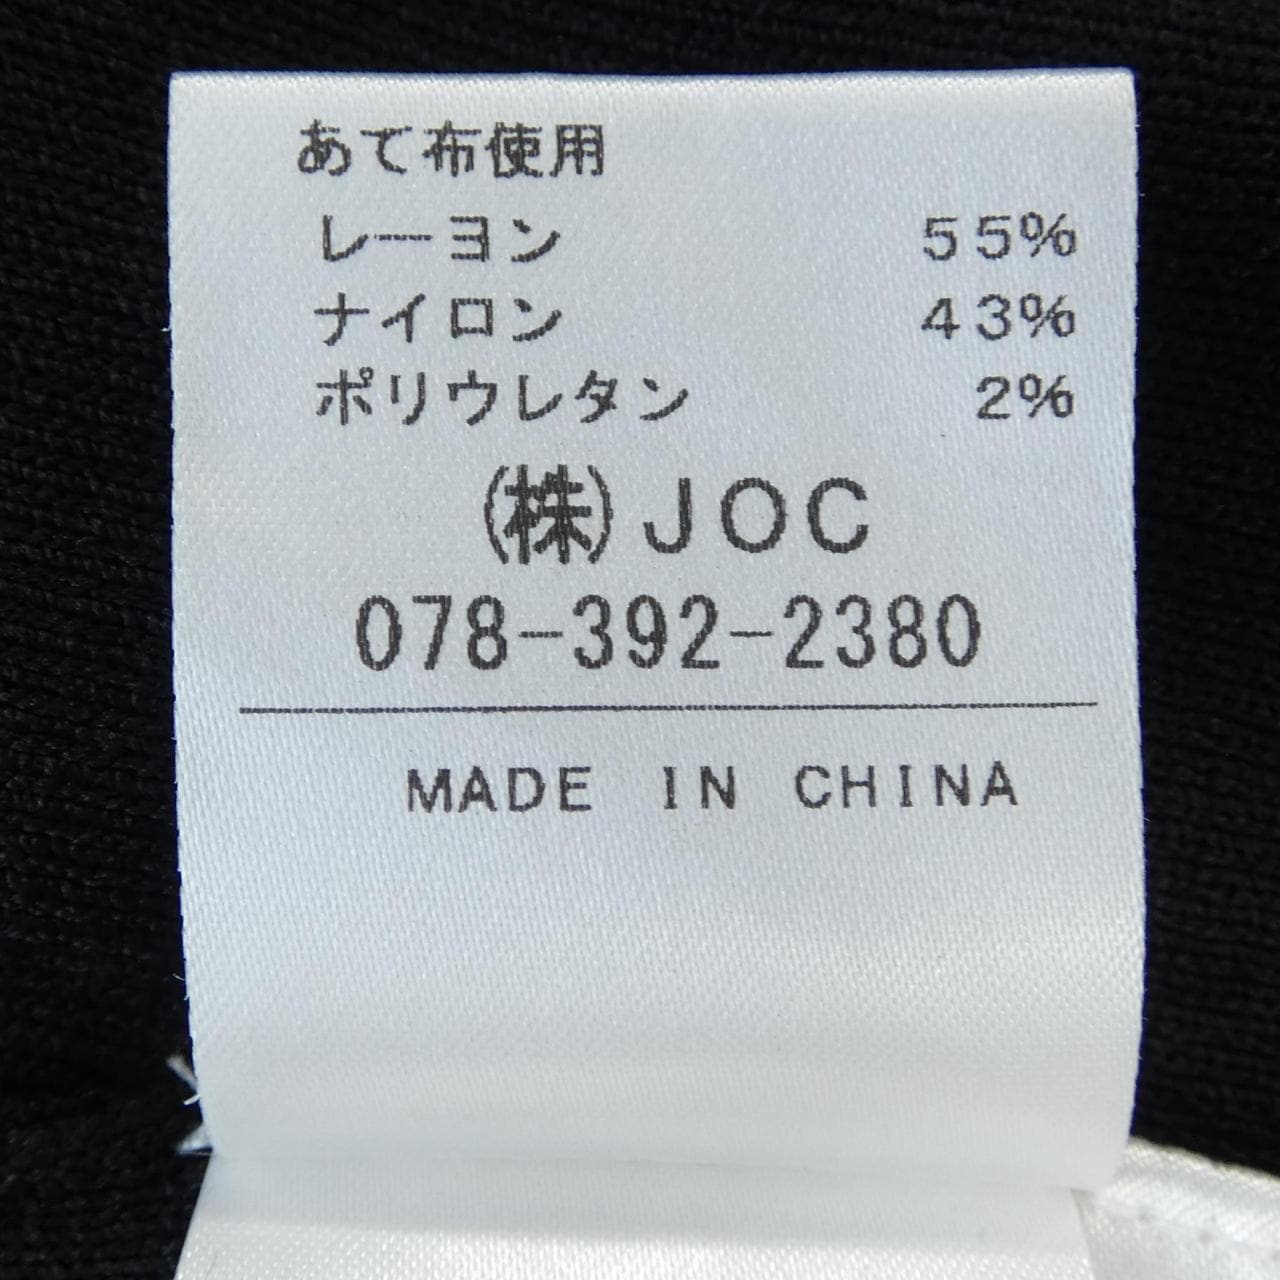 あて布使用
レーヨン 55%
ナイロン 43%
ポリウレタン 2%
(株)JOC
078-392-2380
MADE IN CHINA